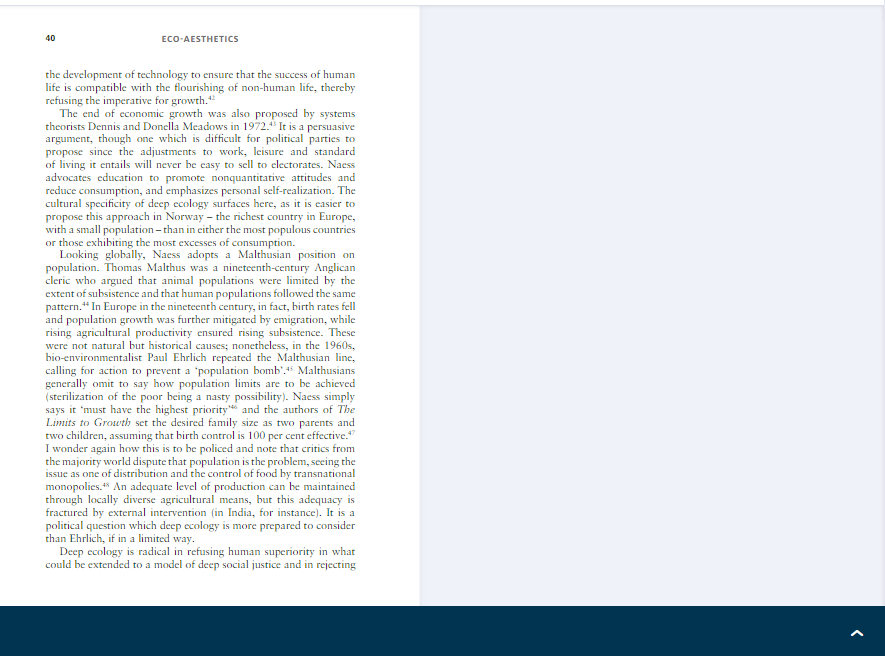 40
ECO-AESTHETICS
the development of technology to ensure that the success of human
life is compatible with the flourishing of non-human life, thereby
refusing the imperative for growth.42
The end of economic growth was also proposed by systems
theorists Dennis and Donella Meadows in 1972.43 It is a persuasive
argument, though one which is difficult for political parties to
propose since the adjustments to work, leisure and standard
of living it entails will never be easy to sell to electorates. Naess
advocates education to promote nonquantitative attitudes and
reduce consumption, and emphasizes personal self-realization. The
cultural specificity of deep ecology surfaces here, as it is easier to
propose this approach in Norway – the richest country in Europe,
with a small population – than in either the most populous countries
or those exhibiting the most excesses of consumption.
Looking globally, Naess adopts a Malthusian position on
population. Thomas Malthus was a nineteenth-century Anglican
cleric who argued that animal populations were limited by the
extent of subsistence and that human populations followed the same
pattern.44 In Europe in the nineteenth century, in fact, birth rates fell
and population growth was further mitigated by emigration, while
rising agricultural productivity ensured rising subsistence. These
were not natural but historical causes; nonetheless, in the 1960s,
bio-environmentalist Paul Ehrlich repeated the Malthusian line,
calling for action to prevent a ‘population bomb’.45 Malthusians
generally omit to say how population limits are to be achieved
(sterilization of the poor being a nasty possibility). Naess simply
says it ‘must have the highest priority’46 and the authors of The
Limits to Growth set the desired family size as two parents and
two children, assuming that birth control is 100 per cent effective.47
I wonder again how this is to be policed and note that critics from
the majority world dispute that population is the problem, seeing the
issue as one of distribution and the control of food by transnational
monopolies.48 An adequate level of production can be maintained
through locally diverse agricultural means, but this adequacy is
fractured by external intervention (in India, for instance). It is a
political question which deep ecology is more prepared to consider
than Ehrlich, if in a limited way.
Deep ecology is radical in refusing human superiority in what
could be extended to a model of deep social justice and in rejecting